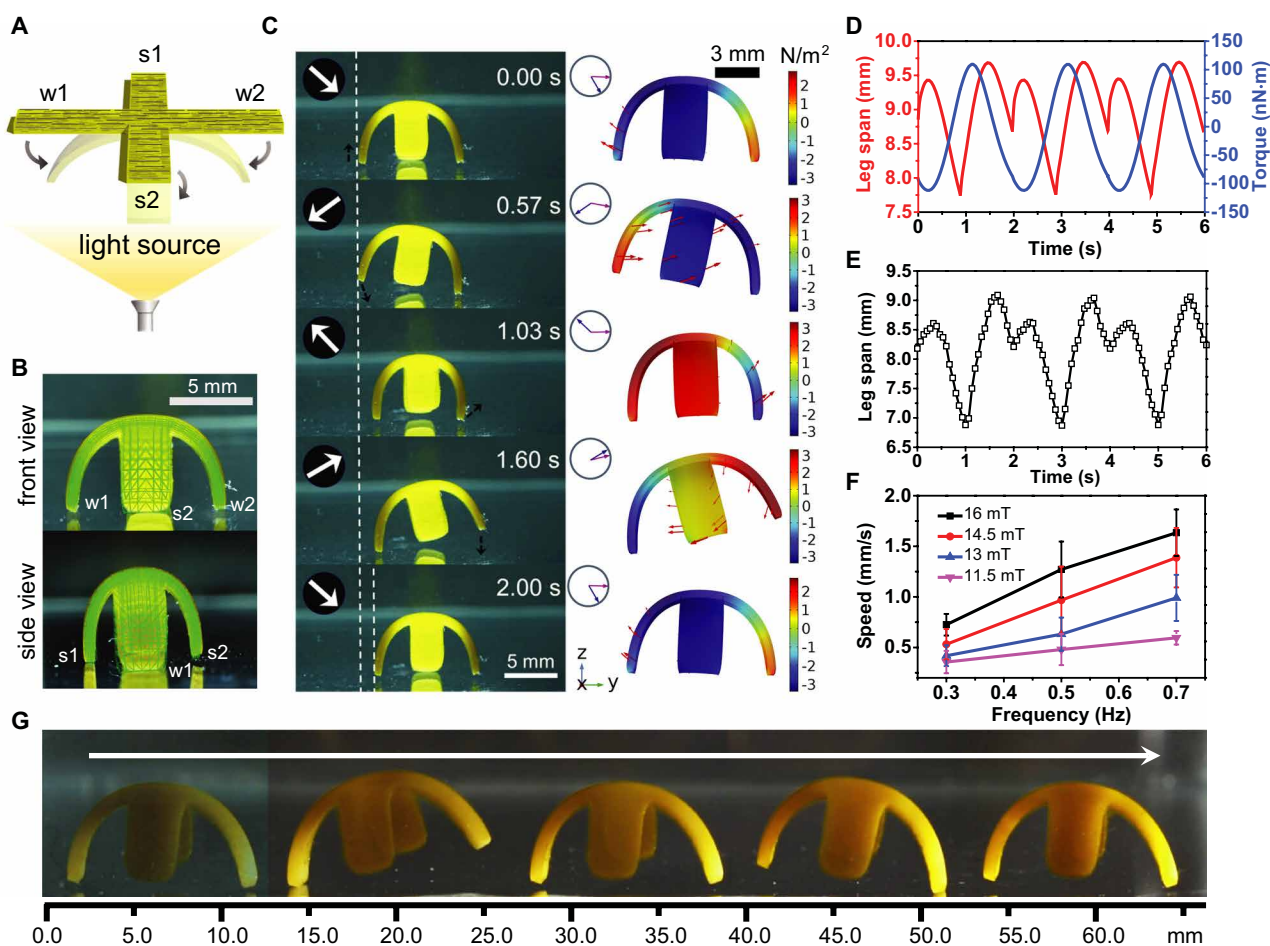 A
s1
w1
w2
s2
light source
B
5 mm
front view
w1
s2
w2
side view
s1
s2
w1
C
0.00 s
0.57 s
1.03 s
1.60 s
2.00 s
5 mm
3 mm
N/m²
2
1
0
-1
-2
-3
3
2
1
0
-1
-2
-3
3
2
1
0
-1
-2
-3
3
2
1
0
-1
-2
-3
2
1
0
-1
-2
-3
z
x
y
D
Leg span (mm)
10.0
9.5
9.0
8.5
8.0
7.5
150
100
50
0
-50
-100
-150
Torque (nN·m)
0 1 2 3 4 5 6
Time (s)
E
Leg span (mm)
9.5
9.0
8.5
8.0
7.5
7.0
6.5
0 1 2 3 4 5 6
Time (s)
F
Speed (mm/s)
2.0
1.5
1.0
0.5
16 mT
14.5 mT
13 mT
11.5 mT
0.3 0.4 0.5 0.6 0.7
Frequency (Hz)
G
0.0 5.0 10.0 15.0 20.0 25.0 30.0 35.0 40.0 45.0 50.0 55.0 60.0 mm